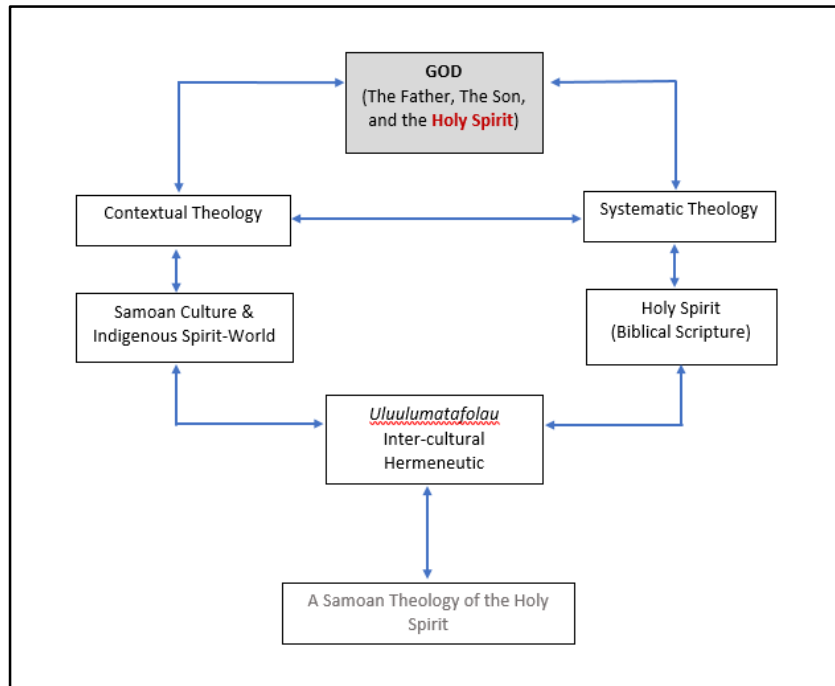 GOD
(The Father, The Son,
and the Holy Spirit)
Contextual Theology
Systematic Theology
Samoan Culture &
Indigenous Spirit-World
Holy Spirit
(Biblical Scripture)
Uluulumatafolau
Inter-cultural
Hermeneutic
A Samoan Theology of the Holy
Spirit